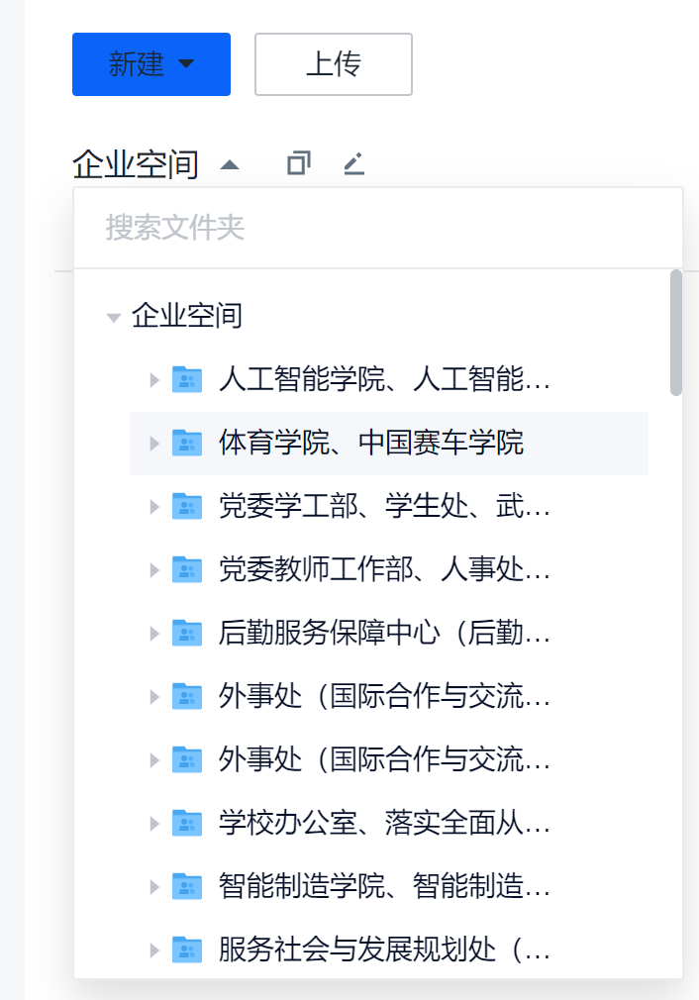 新建
上传
企业空间
搜索文件夹
企业空间
人工智能学院、人工智能...
体育学院、中国赛车学院
党委学工部、学生处、武...
党委教师工作部、人事处...
后勤服务保障中心（后勤...
外事处（国际合作与交流...
外事处（国际合作与交流...
学校办公室、落实全面从...
智能制造学院、智能制造...
服务社会与发展规划处（...